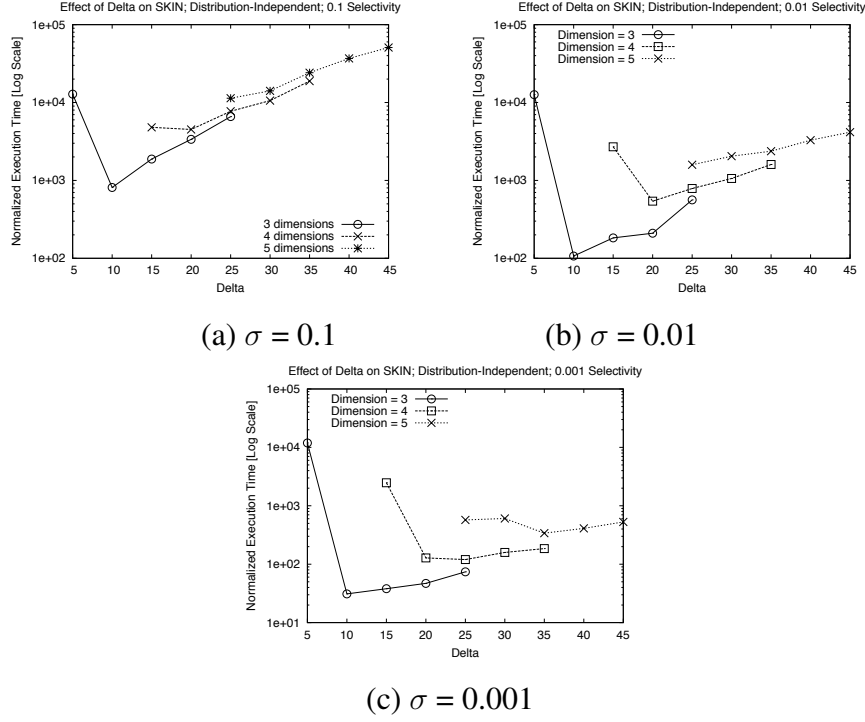 Effect of Delta on SKIN; Distribution-Independent; 0.1 Selectivity
1e+05
1e+04
1e+03
1e+02
Normalized Execution Time [Log Scale]
3 dimensions
4 dimensions
5 dimensions
5 10 15 20 25 30 35 40 45
Delta
(a) σ = 0.1
Effect of Delta on SKIN; Distribution-Independent; 0.01 Selectivity
1e+05
1e+04
1e+03
1e+02
Normalized Execution Time [Log Scale]
Dimension = 3
Dimension = 4
Dimension = 5
5 10 15 20 25 30 35 40 45
Delta
(b) σ = 0.01
Effect of Delta on SKIN; Distribution-Independent; 0.001 Selectivity
1e+05
1e+04
1e+03
1e+02
1e+01
Normalized Execution Time [Log Scale]
Dimension = 3
Dimension = 4
Dimension = 5
5 10 15 20 25 30 35 40 45
Delta
(c) σ = 0.001